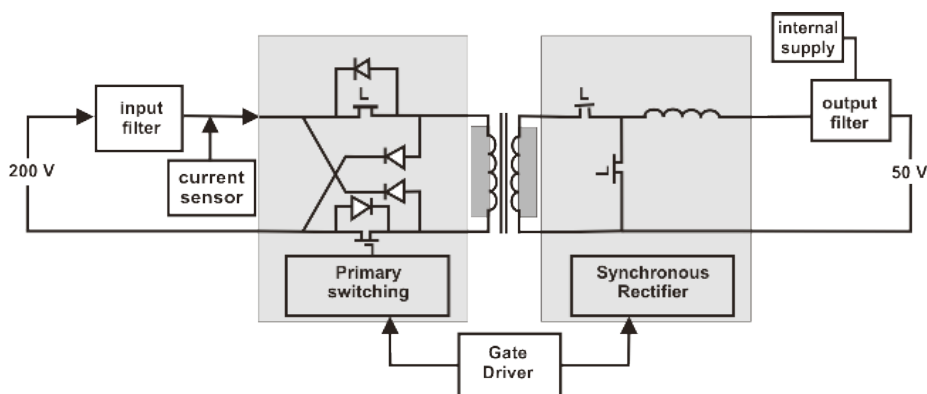 internal
supply
input
filter
output
filter
L
L
L
200 V
50 V
current
sensor
Primary
switching
Synchronous
Rectifier
Gate
Driver